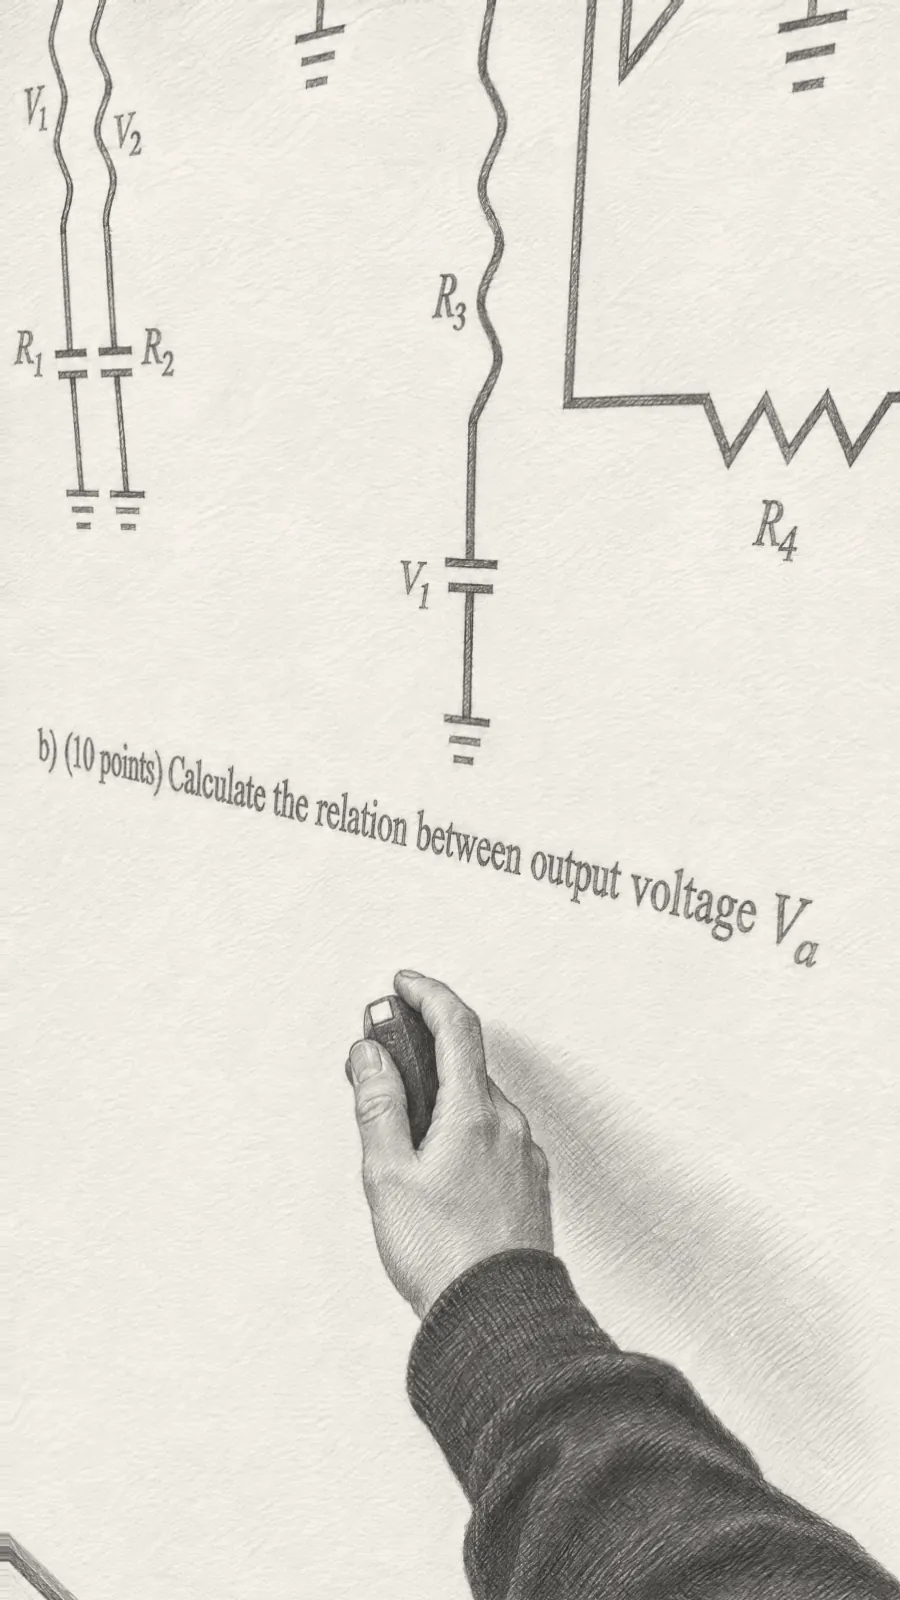 V1
V2
R3
R1
R2
R4
V1
b) (10 points) Calculate the relation between output voltage Va